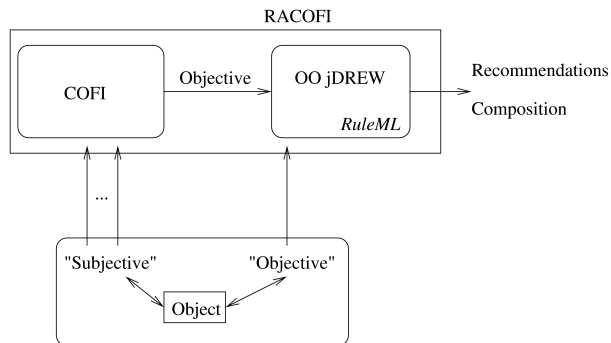 RACOFI
COFI
Objective
OO jDREW
RuleML
Recommendations
Composition
...
"Subjective"
"Objective"
Object